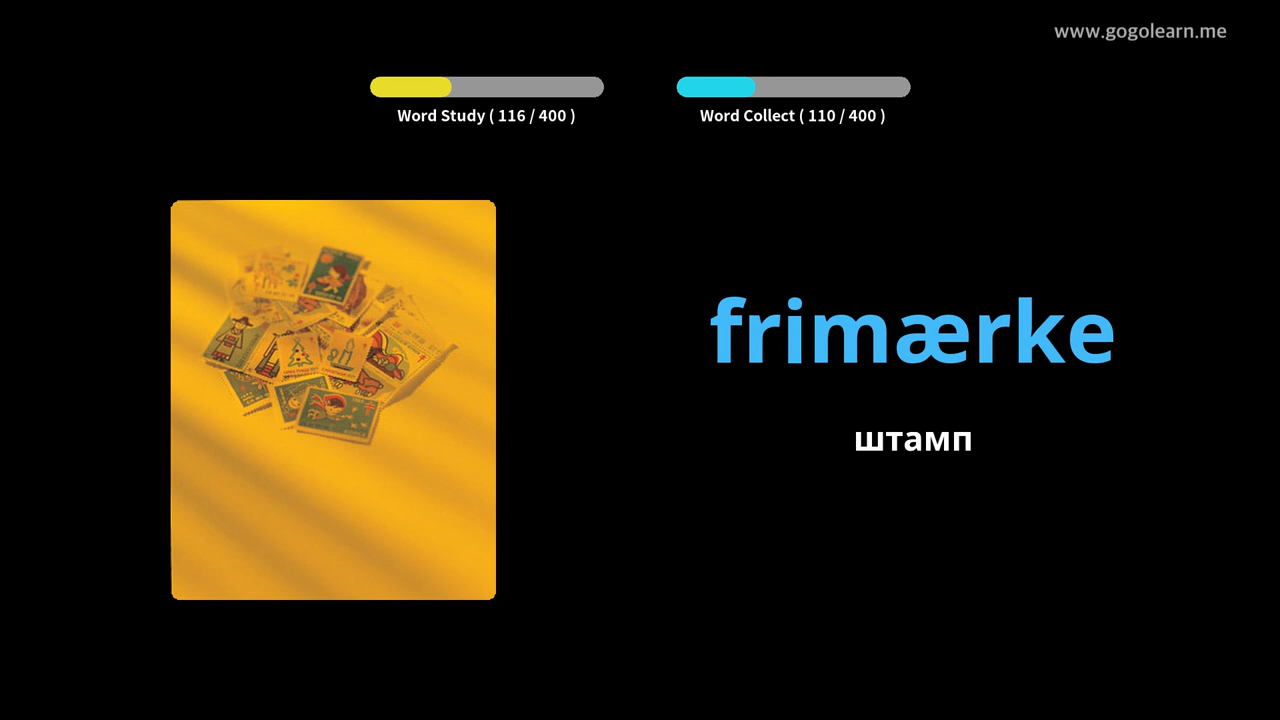 www.gogolearn.me
Word Study ( 116 / 400 )
Word Collect ( 110 / 400 )
frimærke
штамп